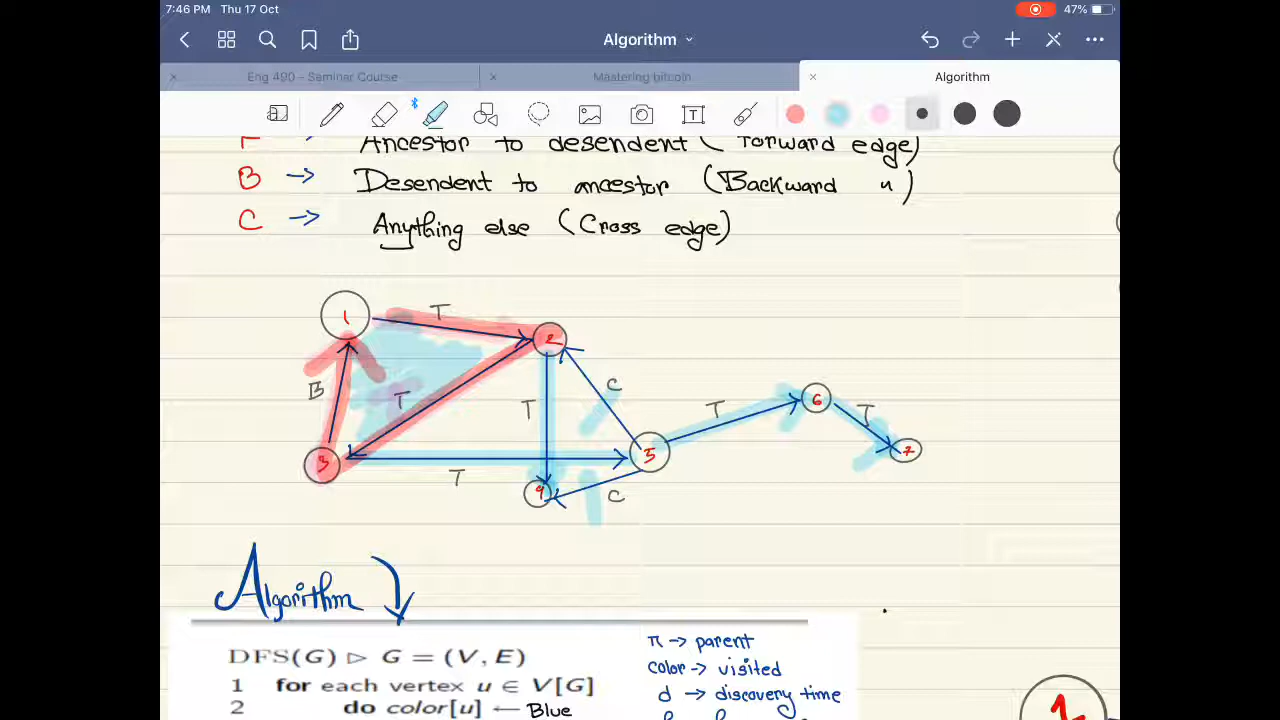 7:46 PM Thu 17 Oct
47%
Algorithm
Eng 490 - Seminar Course
Mastering bitcoin
Algorithm
Ancestor to desendent (forward edge)
B → Desendent to ancestor (Backward ")
C → Anything else (Cross edge)
1
T
2
B
T
T
C
T
6
T
3
5
7
T
4
C
Algorithm
DFS(G) ▷ G = (V, E)
π → parent
1 for each vertex u ∈ V[G]
color → visited
2 do color[u] ← Blue
d → discovery time
1